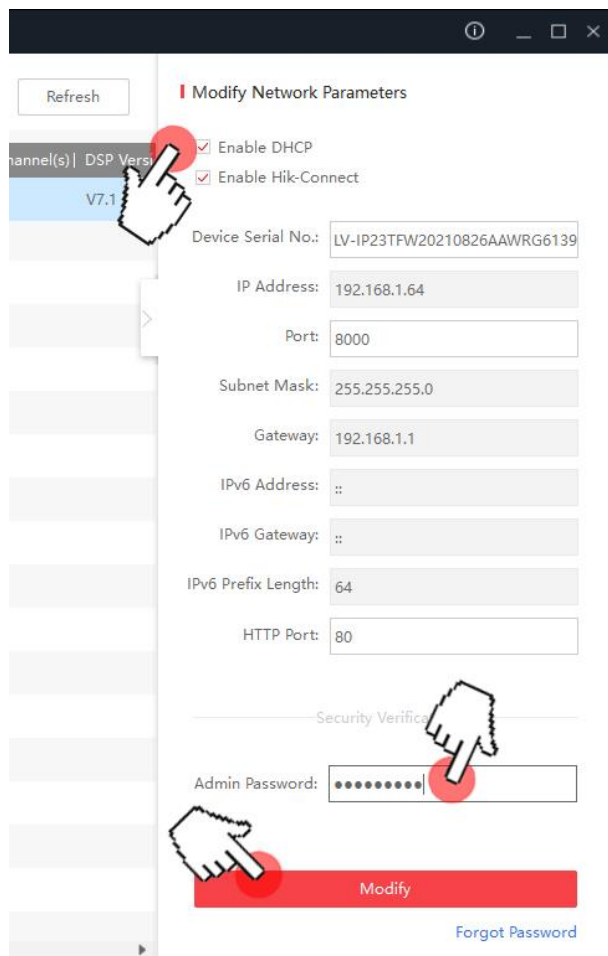 Refresh
Modify Network Parameters
Enable DHCP
hannel(s)| DSP Versi
Enable Hik-Connect
V7.1
Device Serial No.: LV-IP23TFW20210826AAWRG6139
IP Address: 192.168.1.64
Port: 8000
Subnet Mask: 255.255.255.0
Gateway: 192.168.1.1
IPv6 Address: ::
IPv6 Gateway: ::
IPv6 Prefix Length: 64
HTTP Port: 80
Security Verifica
Admin Password: ●●●●●●●●●
Modify
Forgot Password